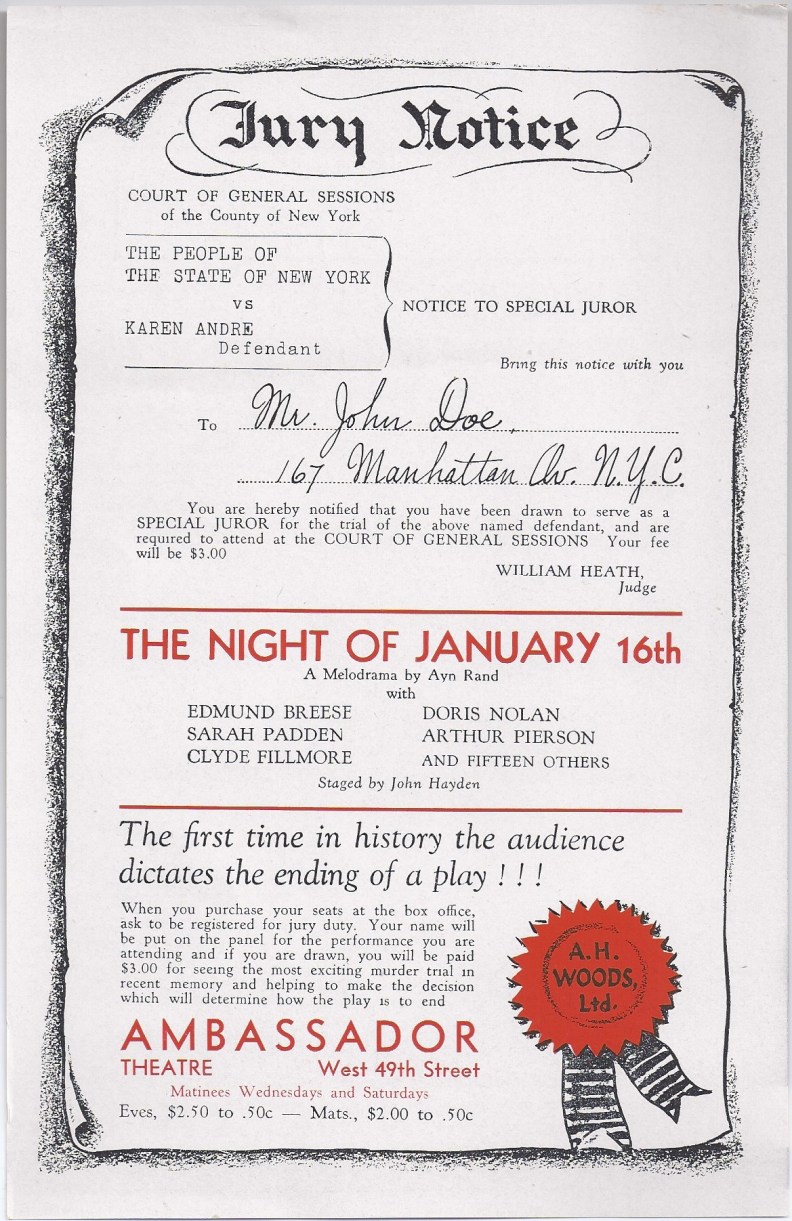 Jury Notice
COURT OF GENERAL SESSIONS
of the County of New York
THE PEOPLE OF
THE STATE OF NEW YORK
vs
KAREN ANDRE
Defendant
NOTICE TO SPECIAL JUROR
Bring this notice with you
To Mr. John Doe,
167 Manhattan Av. N.Y.C.
You are hereby notified that you have been drawn to serve as a
SPECIAL JUROR for the trial of the above named defendant, and are
required to attend at the COURT OF GENERAL SESSIONS Your fee
will be $3.00
WILLIAM HEATH,
Judge
THE NIGHT OF JANUARY 16th
A Melodrama by Ayn Rand
with
EDMUND BREESE DORIS NOLAN
SARAH PADDEN ARTHUR PIERSON
CLYDE FILLMORE AND FIFTEEN OTHERS
Staged by John Hayden
The first time in history the audience
dictates the ending of a play ! ! !
When you purchase your seats at the box office,
ask to be registered for jury duty. Your name will
be put on the panel for the performance you are
attending and if you are drawn, you will be paid
$3.00 for seeing the most exciting murder trial in
recent memory and helping to make the decision
which will determine how the play is to end
A.H.
WOODS,
Ltd.
AMBASSADOR
THEATRE West 49th Street
Matinees Wednesdays and Saturdays
Eves, $2.50 to .50c — Mats., $2.00 to .50c